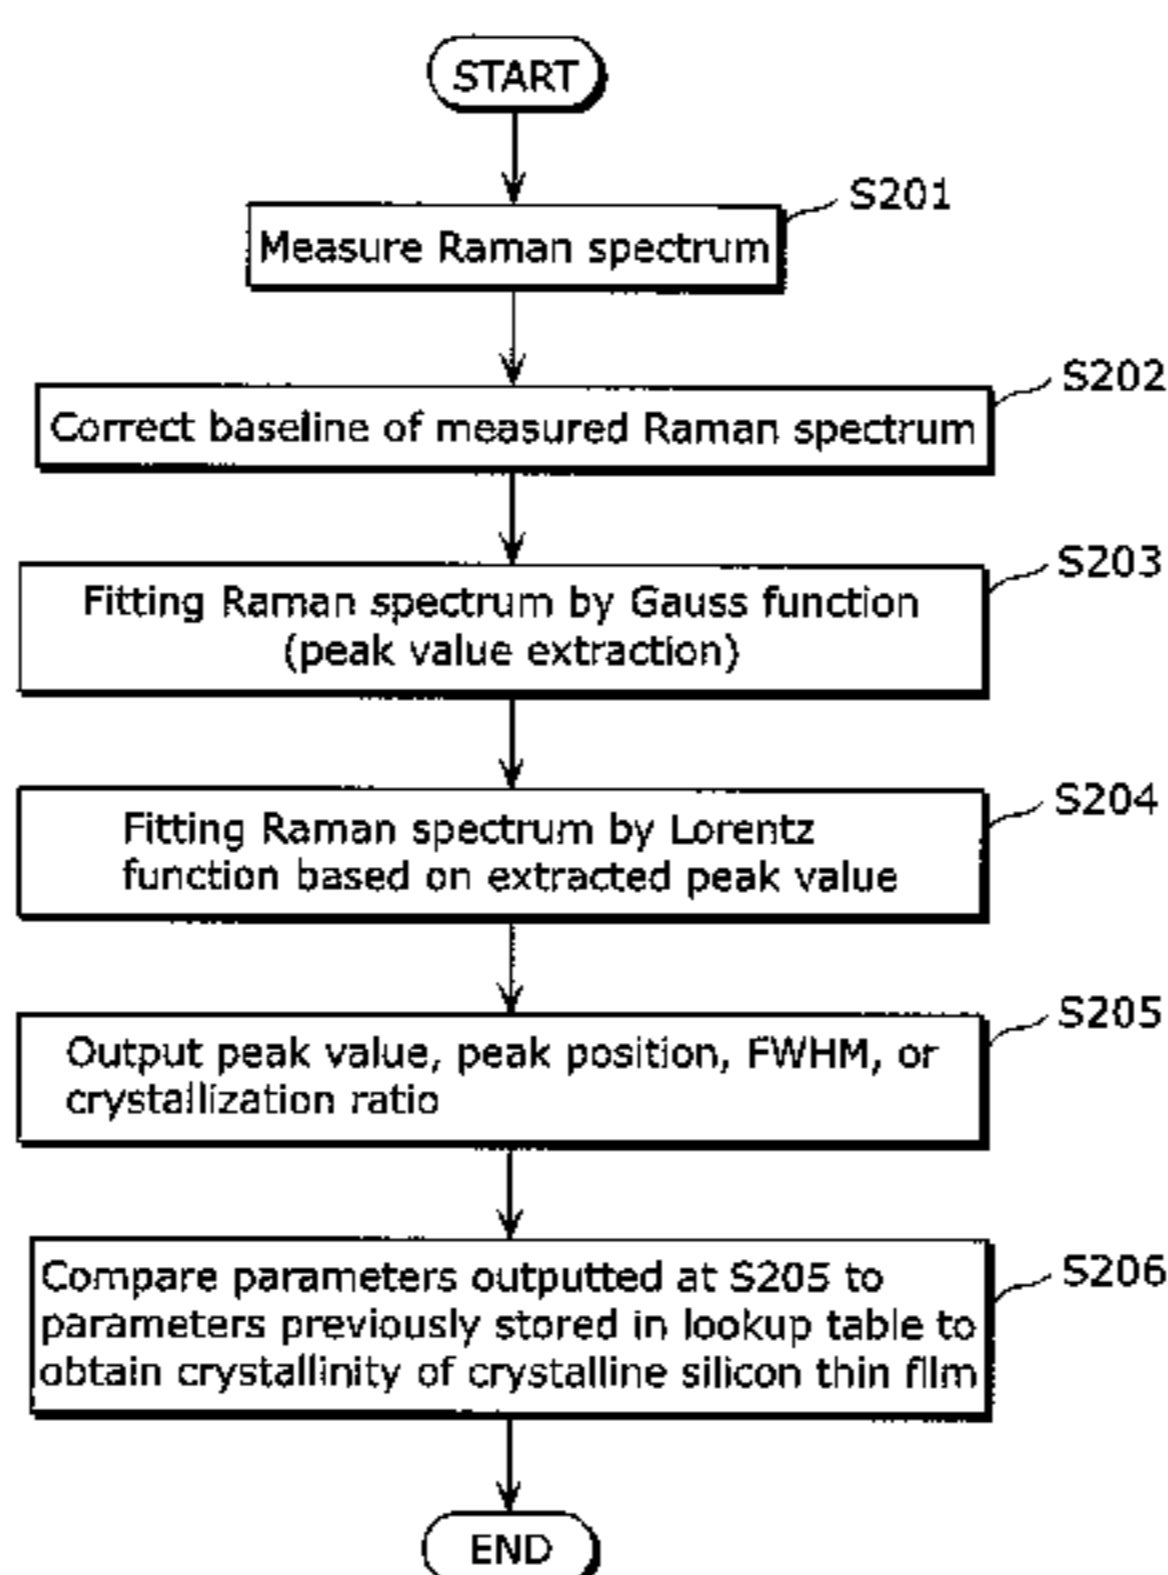 START
S201
Measure Raman spectrum
S202
Correct baseline of measured Raman spectrum
S203
Fitting Raman spectrum by Gauss function
(peak value extraction)
S204
Fitting Raman spectrum by Lorentz
function based on extracted peak value
S205
Output peak value, peak position, FWHM, or
crystallization ratio
S206
Compare parameters outputted at S205 to
parameters previously stored in lookup table to
obtain crystallinity of crystalline silicon thin film
END